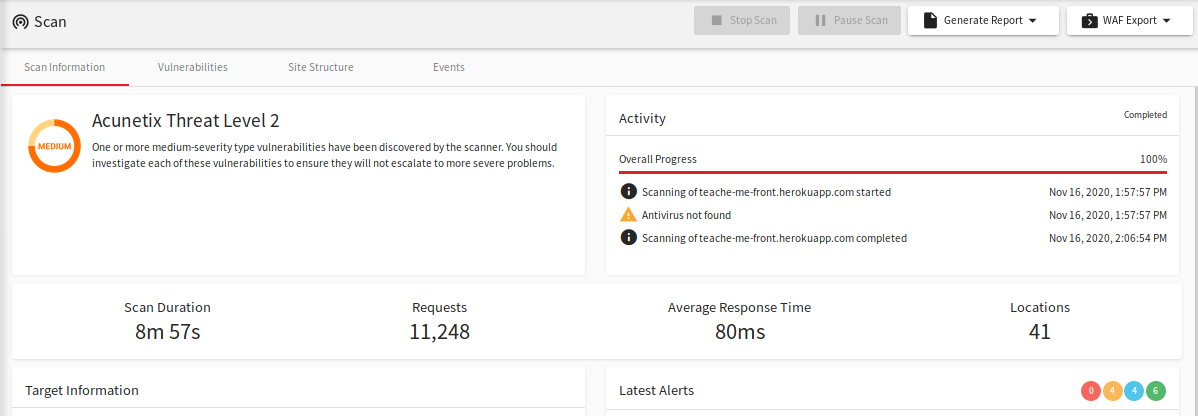 Scan
Stop Scan
Pause Scan
Generate Report
WAF Export
Scan Information
Vulnerabilities
Site Structure
Events
MEDIUM
Acunetix Threat Level 2
One or more medium-severity type vulnerabilities have been discovered by the scanner. You should
investigate each of these vulnerabilities to ensure they will not escalate to more severe problems.
Activity
Completed
Overall Progress
100%
Scanning of teache-me-front.herokuapp.com started
Nov 16, 2020, 1:57:57 PM
Antivirus not found
Nov 16, 2020, 1:57:57 PM
Scanning of teache-me-front.herokuapp.com completed
Nov 16, 2020, 2:06:54 PM
Scan Duration
8m 57s
Requests
11,248
Average Response Time
80ms
Locations
41
Target Information
Latest Alerts
0
4
4
6